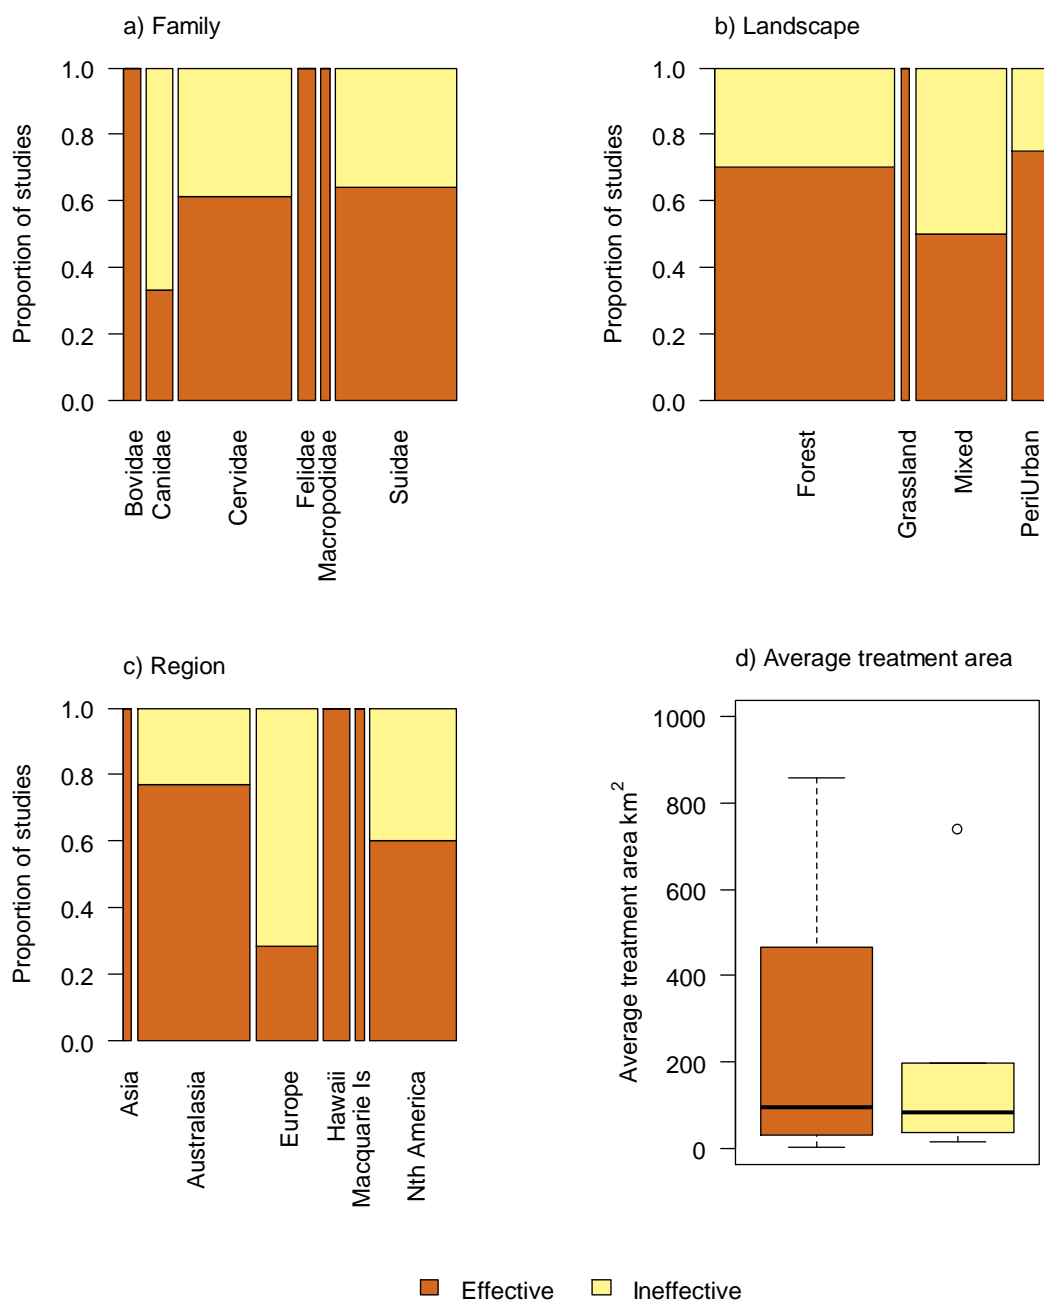 a) Family
Proportion of studies
1.0
0.8
0.6
0.4
0.2
0.0
Bovidae
Canidae
Cervidae
Felidae
Macropodidae
Suidae
b) Landscape
Proportion of studies
1.0
0.8
0.6
0.4
0.2
0.0
Forest
Grassland
Mixed
PeriUrban
c) Region
Proportion of studies
1.0
0.8
0.6
0.4
0.2
0.0
Asia
Australasia
Europe
Hawaii
Macquarie Is
Nth America
d) Average treatment area
Average treatment area km²
1000
800
600
400
200
0
Effective
Ineffective